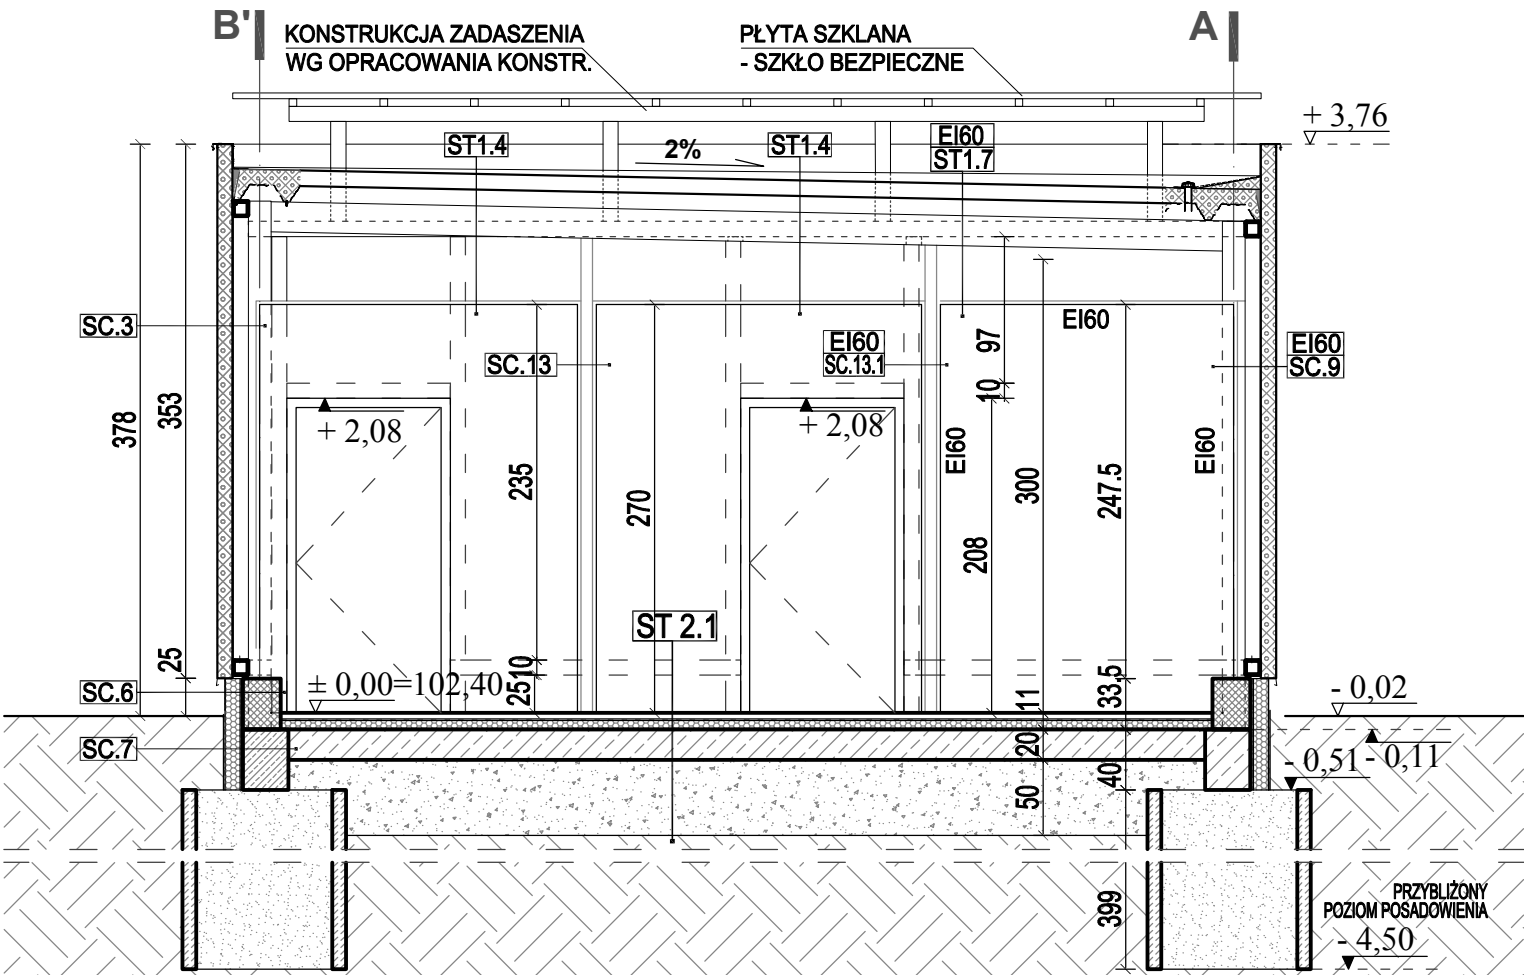 B'
KONSTRUKCJA ZADASZENIA
WG OPRACOWANIA KONSTR.
PŁYTA SZKLANA
- SZKŁO BEZPIECZNE
A
+ 3,76
ST1.4
2%
ST1.4
EI60
ST1.7
SC.3
SC.13
EI60
SC.13.1
EI60
EI60
SC.9
97
10
378
353
+ 2,08
+ 2,08
235
270
EI60
300
208
247.5
EI60
ST 2.1
25
10
25
SC.6
± 0,00=102,40
11
33.5
- 0,02
SC.7
20
40
50
- 0,51
- 0,11
399
PRZYBLIŻONY
POZIOM POSADOWIENIA
- 4,50